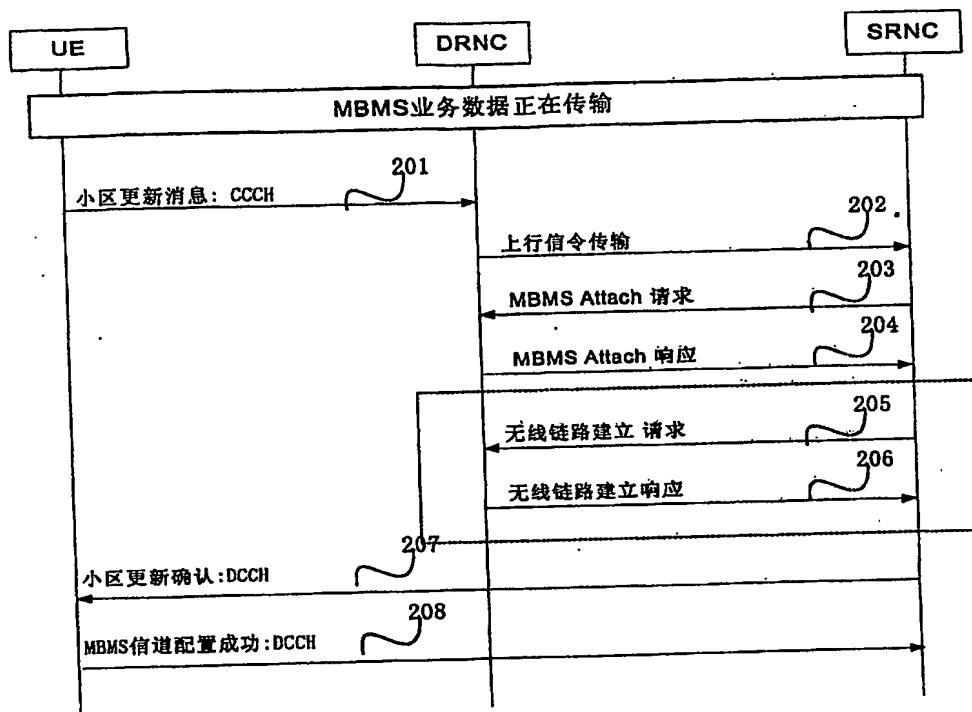 UE
DRNC
SRNC
MBMS业务数据正在传输
201
小区更新消息: CCCH
202
上行信令传输
203
MBMS Attach 请求
204
MBMS Attach 响应
205
无线链路建立 请求
206
无线链路建立响应
207
小区更新确认:DCCH
208
MBMS信道配置成功:DCCH